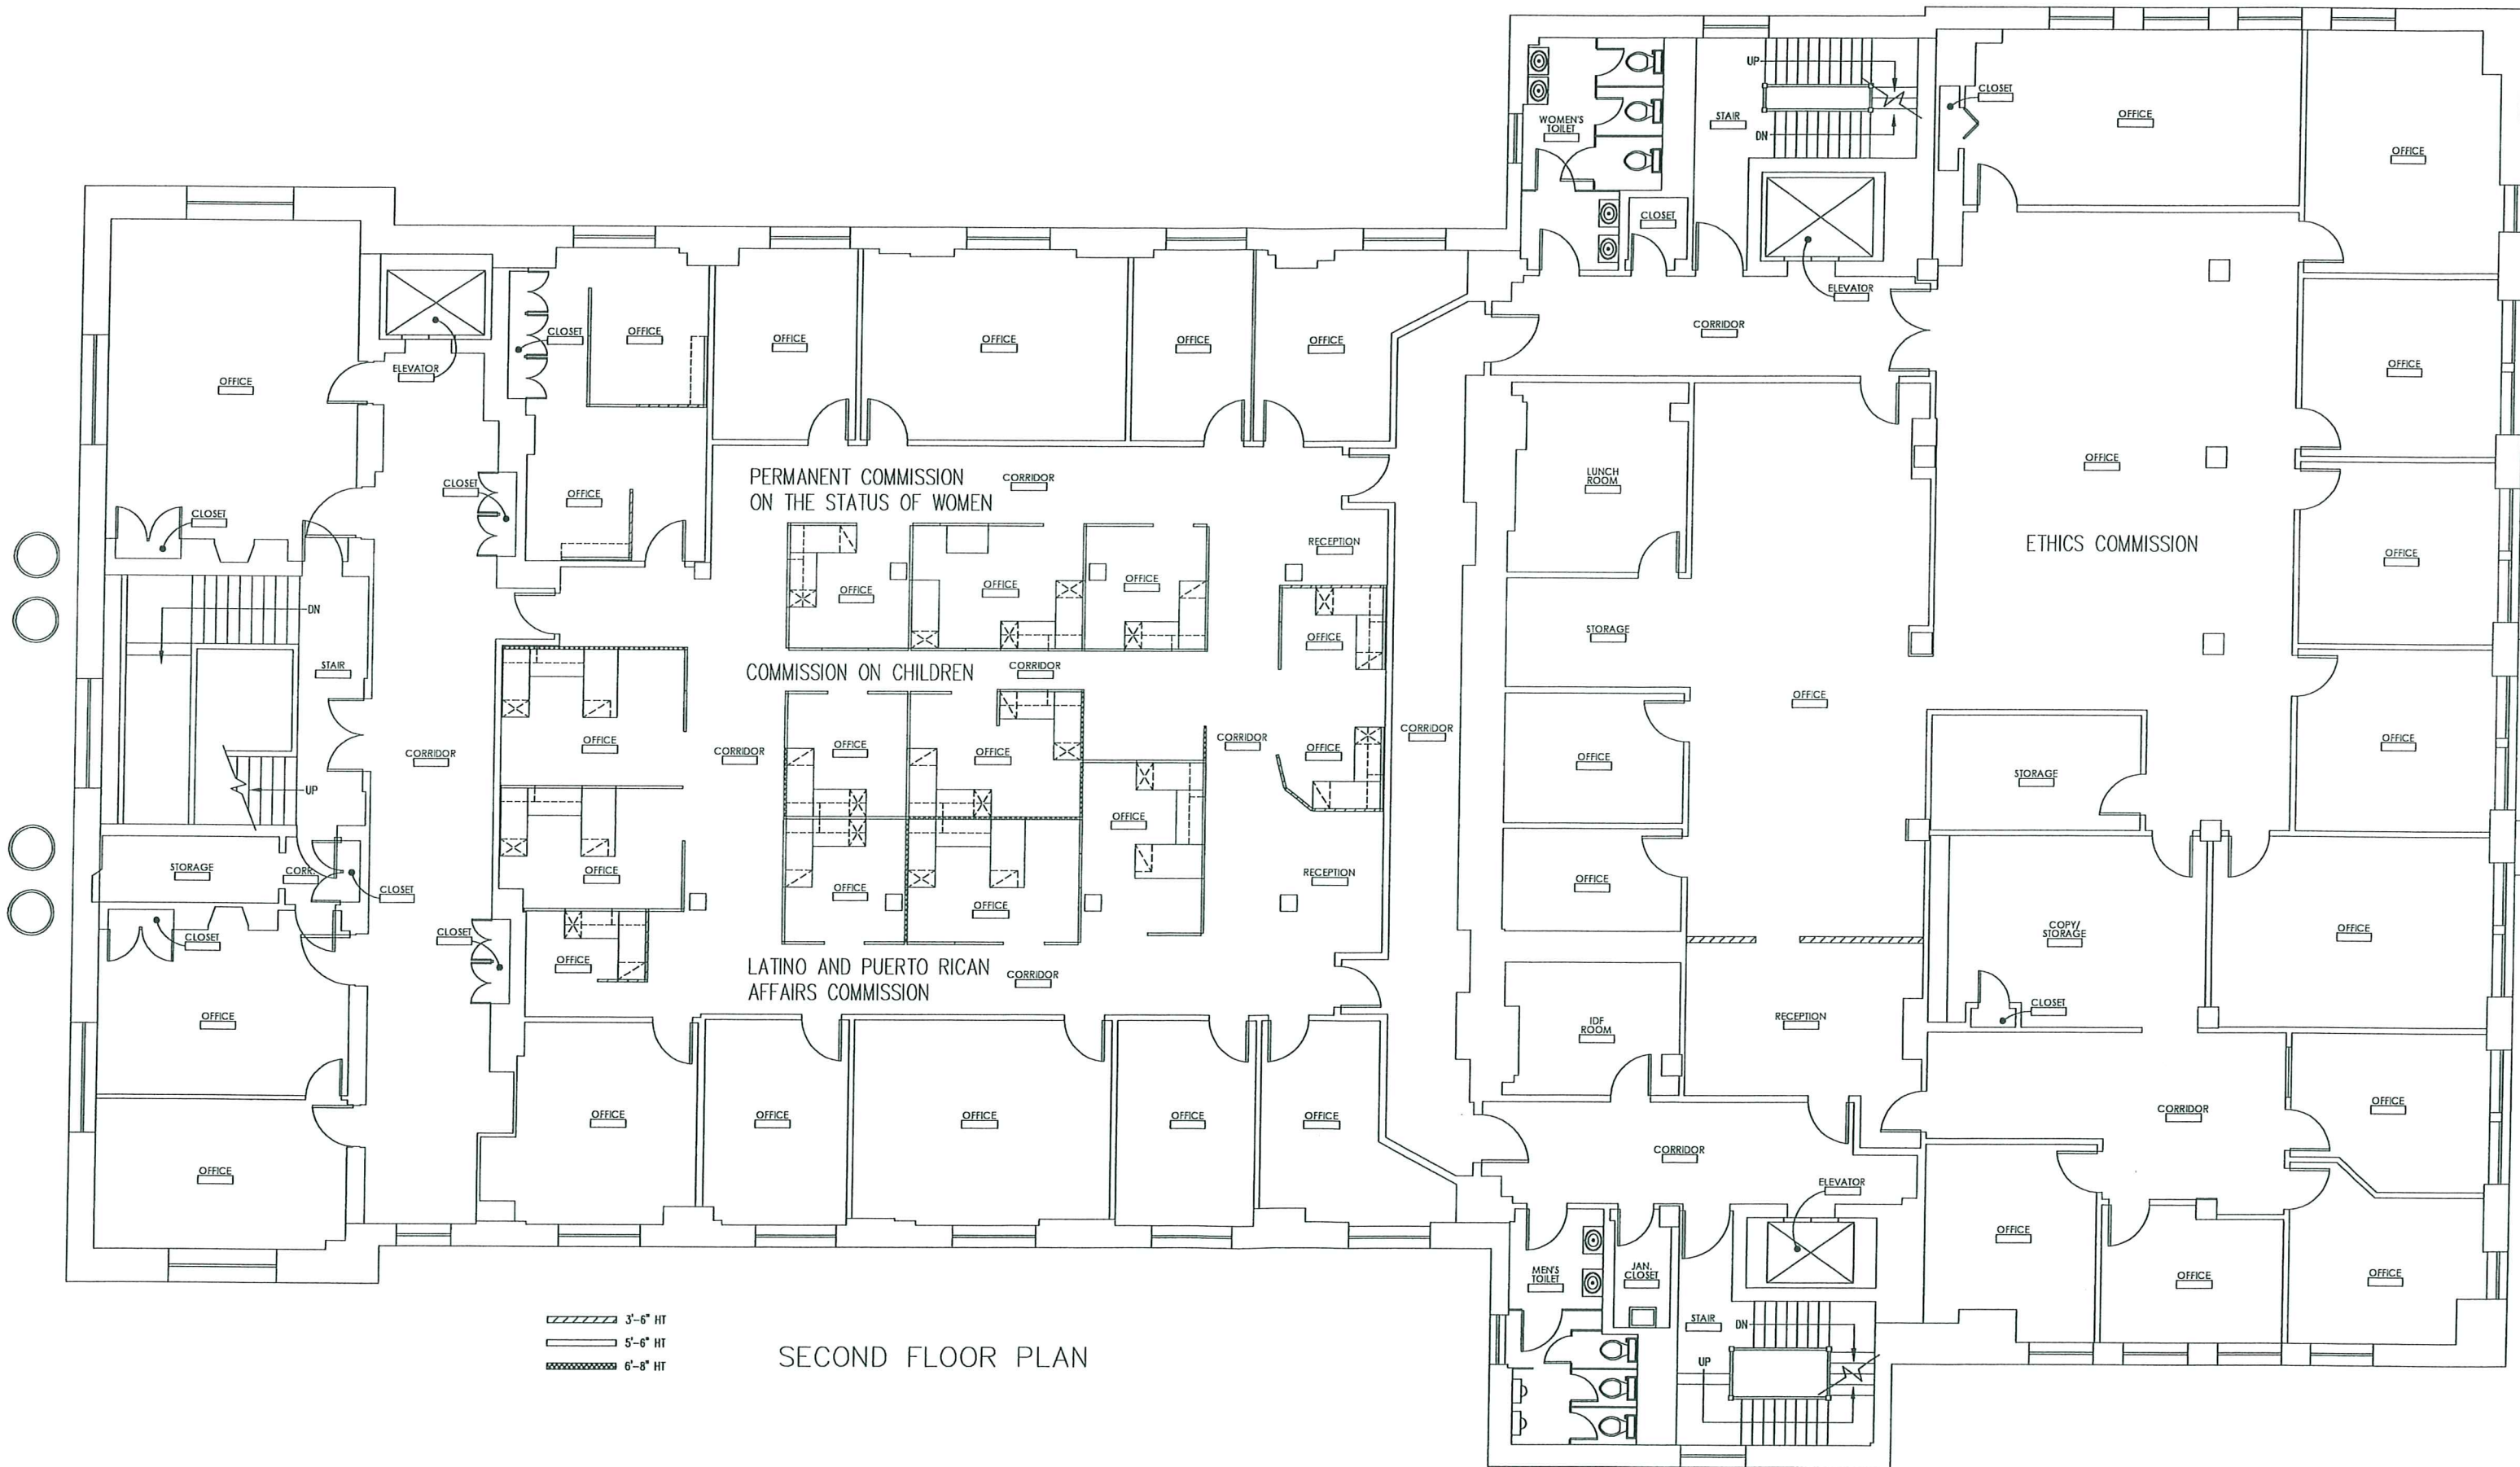 UP
CLOSET
OFFICE
WOMEN'S
TOILET
STAIR
DN
OFFICE
CLOSET
ELEVATOR
CORRIDOR
CLOSET
OFFICE
OFFICE
OFFICE
OFFICE
OFFICE
OFFICE
ELEVATOR
OFFICE
PERMANENT COMMISSION
ON THE STATUS OF WOMEN
CORRIDOR
LUNCH
ROOM
OFFICE
CLOSET
OFFICE
CLOSET
RECEPTION
ETHICS COMMISSION
OFFICE
OFFICE
OFFICE
OFFICE
DN
OFFICE
STORAGE
STAIR
COMMISSION ON CHILDREN
CORRIDOR
OFFICE
OFFICE
CORRIDOR
OFFICE
CORRIDOR
OFFICE
OFFICE
CORRIDOR
OFFICE
CORRIDOR
OFFICE
OFFICE
STORAGE
UP
OFFICE
STORAGE
CORR.
CLOSET
OFFICE
OFFICE
OFFICE
RECEPTION
OFFICE
CLOSET
CLOSET
OFFICE
LATINO AND PUERTO RICAN
AFFAIRS COMMISSION
CORRIDOR
COPY/
STORAGE
OFFICE
OFFICE
IDF
ROOM
RECEPTION
CLOSET
OFFICE
OFFICE
OFFICE
OFFICE
OFFICE
CORRIDOR
OFFICE
OFFICE
CORRIDOR
ELEVATOR
OFFICE
MEN'S
TOILET
JAN.
CLOSET
OFFICE
OFFICE
3'-6" HT
5'-6" HT
6'-8" HT
SECOND FLOOR PLAN
STAIR
DN
UP